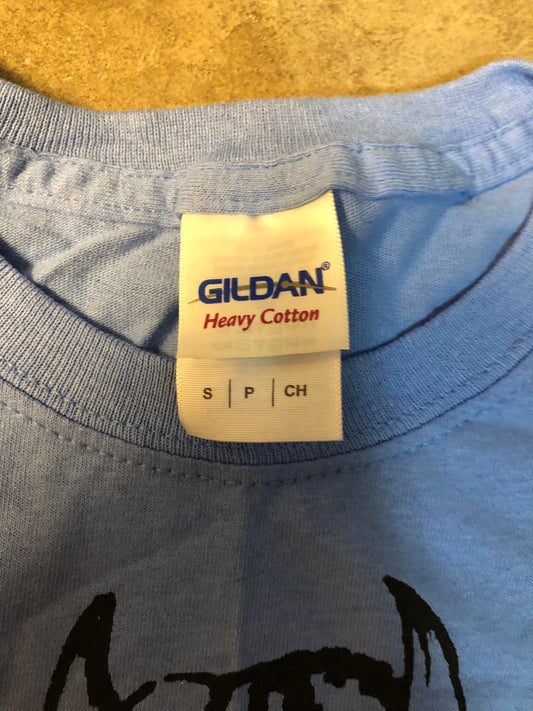 GILDAN®
Heavy Cotton
S | P | CH